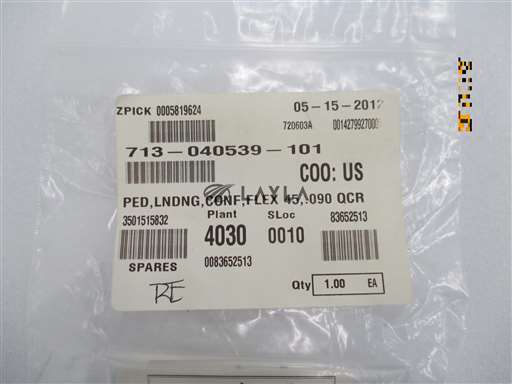 ZPICK 0005819624
05-15-2012
720603A
713-040539-101
COO: US
LAYLA
PED,LNDNG,CONF,FLEX 45,.090 QCR
3501515832
Plant
SLoc
83652513
4030
0010
SPARES
0083652513
Qty 1.00 EA
RE